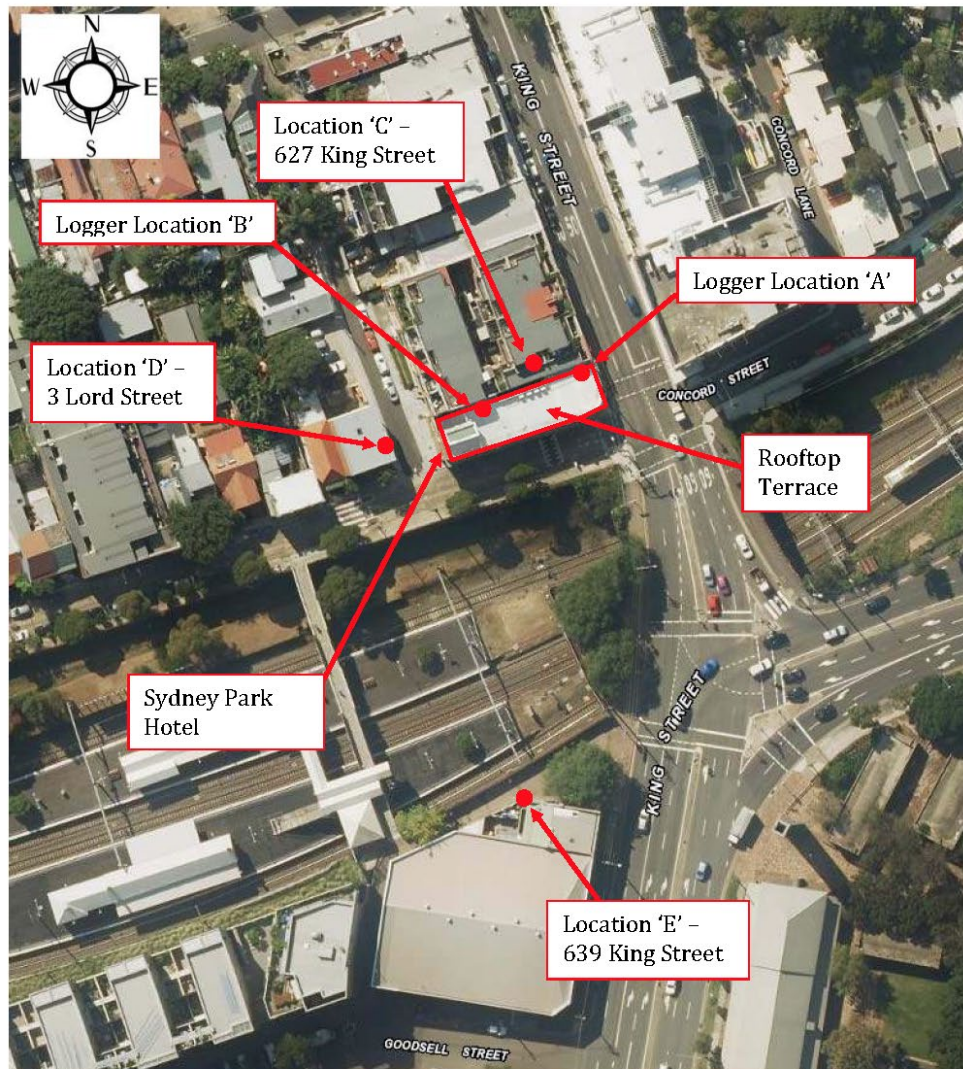 N
W E
S
KING
STREET
CONCORD LANE
Location ‘C’ –
627 King Street
Logger Location ‘B’
Logger Location ‘A’
Location ‘D’ –
3 Lord Street
CONCORD STREET
Rooftop
Terrace
Sydney Park
Hotel
KING STREET
Location ‘E’ –
639 King Street
GOODSELL STREET